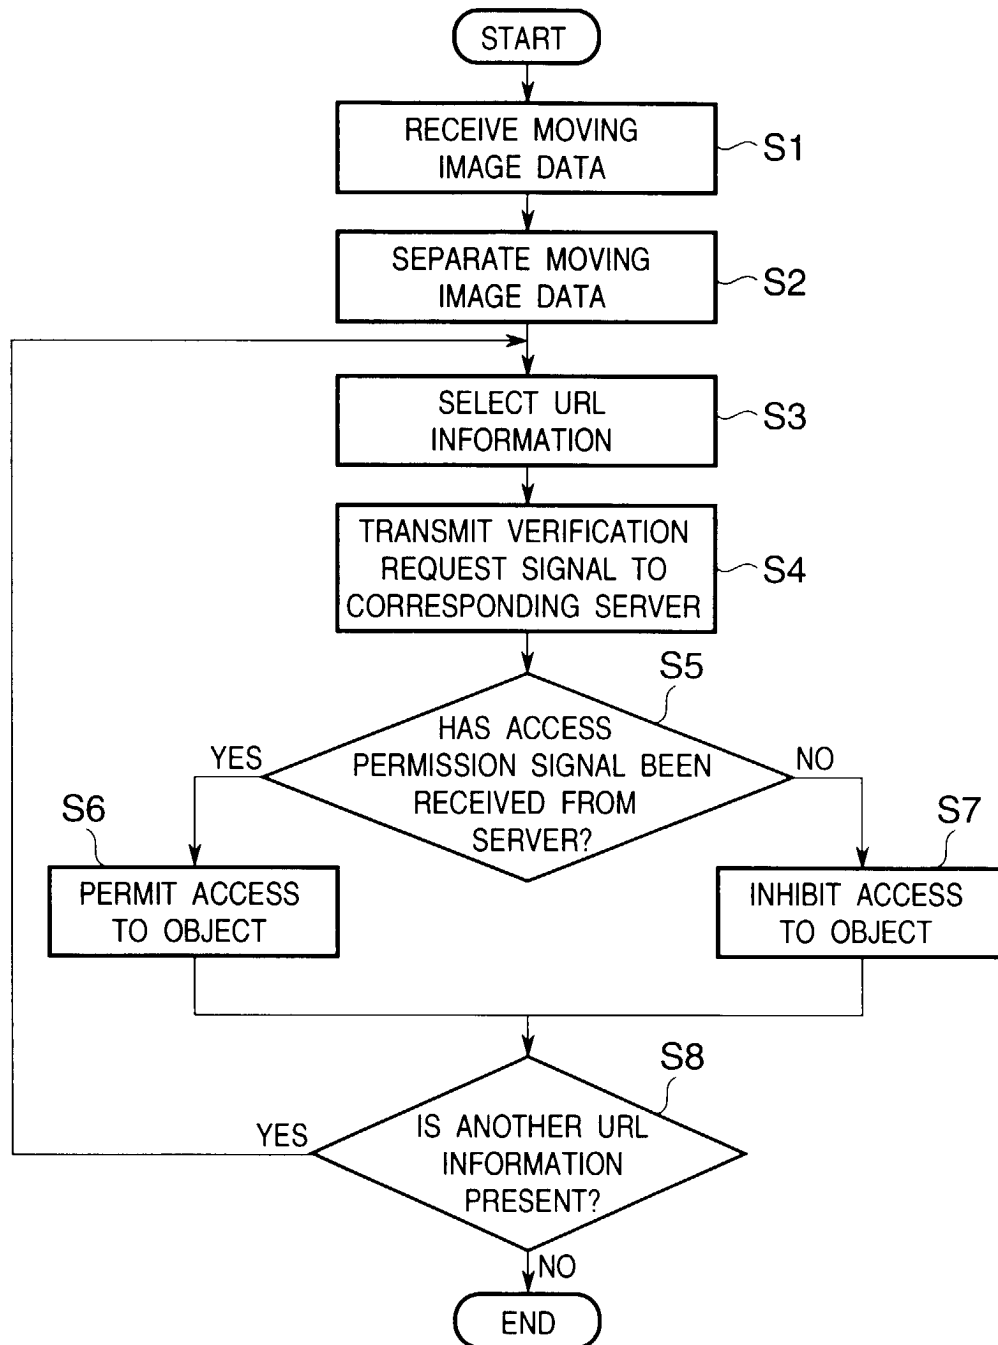 START
RECEIVE MOVING
IMAGE DATA
S1
SEPARATE MOVING
IMAGE DATA
S2
SELECT URL
INFORMATION
S3
TRANSMIT VERIFICATION
REQUEST SIGNAL TO
CORRESPONDING SERVER
S4
S5
HAS ACCESS
PERMISSION SIGNAL BEEN
RECEIVED FROM
SERVER?
YES
NO
S6
PERMIT ACCESS
TO OBJECT
S7
INHIBIT ACCESS
TO OBJECT
S8
IS ANOTHER URL
INFORMATION
PRESENT?
YES
NO
END